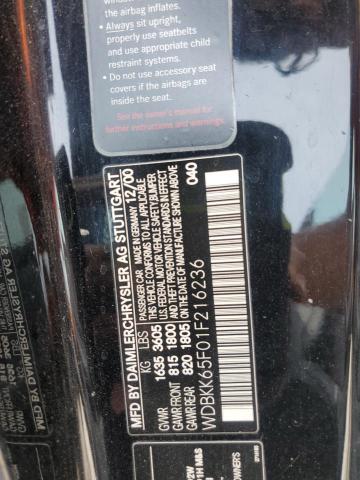 window
the airbag inflates.
• Always sit upright,
properly use seatbelts
and use appropriate child
restraint systems.
• Do not use accessory seat
covers if the airbags are
inside the seat.
See the owner's manual for
further instructions and warnings.
MFD. BY DAIMLERCHRYSLER AG STUTTGART
PASSENGER CAR MADE IN GERMANY 12/00
KG LBS
GVWR 1635 3605
GAWR FRONT 815 1800
GAWR REAR 820 1805
THIS VEHICLE CONFORMS TO ALL APPLICABLE
U.S. FEDERAL MOTOR VEHICLE SAFETY, BUMPER
AND THEFT PREVENTION STANDARDS IN EFFECT
ON THE DATE OF MANUFACTURE SHOWN ABOVE
WDBKK65F01F216236 040